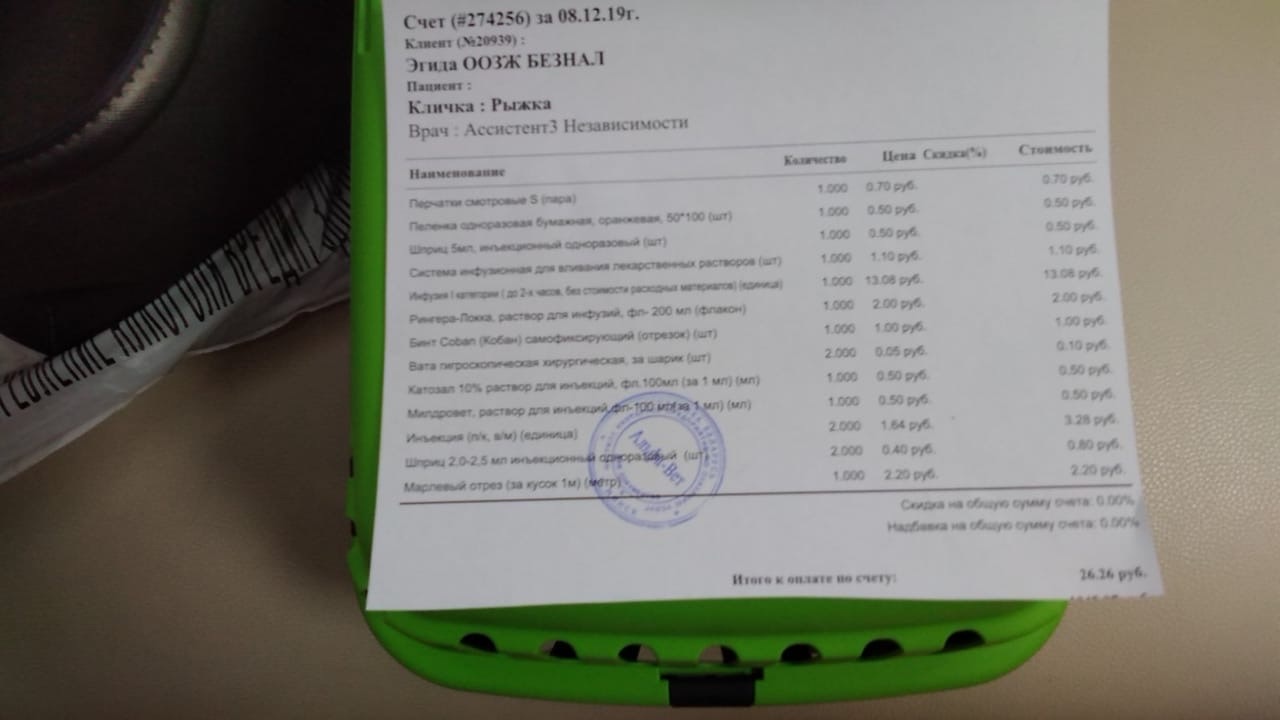 Счет (#274256) за 08.12.19г.
Клиент (№20939) :
Эгида ООЗЖ БЕЗНАЛ
Пациент :
Кличка : Рыжка
Врач : Ассистент3 Независимости
Наименование Количество Цена Скидка(%) Стоимость
Перчатки смотровые S (пара) 1.000 0.70 руб. 0.70 руб.
Пеленка одноразовая бумажная, оранжевая, 50*100 (шт) 1.000 0.50 руб. 0.50 руб.
Шприц 5мл, инъекционный одноразовый (шт) 1.000 0.50 руб. 0.50 руб.
Система инфузионная для вливания лекарственных растворов (шт) 1.000 1.10 руб. 1.10 руб.
Инфузия I категории ( до 2-х часов, без стоимости расходных материалов) (единица) 1.000 13.08 руб. 13.08 руб.
Рингера-Локка, раствор для инфузий, фл- 200 мл (флакон) 1.000 2.00 руб. 2.00 руб.
Бинт Coban (Кобан) самофиксирующий (отрезок) (шт) 1.000 1.00 руб. 1.00 руб.
Вата гигроскопическая хирургическая, за шарик (шт) 2.000 0.05 руб. 0.10 руб.
Катозал 10% раствор для инъекций, фл.100мл (за 1 мл) (мл) 1.000 0.50 руб. 0.50 руб.
Милдровет, раствор для инъекций,фл-100 мл(за 1 мл) (мл) 1.000 0.50 руб. 0.50 руб.
Инъекция (п/к, в/м) (единица) 2.000 1.64 руб. 3.28 руб.
Шприц 2,0-2,5 мл инъекционный одноразовый (шт) 2.000 0.40 руб. 0.80 руб.
Марлевый отрез (за кусок 1м) (метр) 1.000 2.20 руб. 2.20 руб.
Скидка на общую сумму счета: 0.00%
Надбавка на общую сумму счета: 0.00%
Итого к оплате по счету: 26.26 руб.
АЛКОГОЛЯ ВРЕДИТ